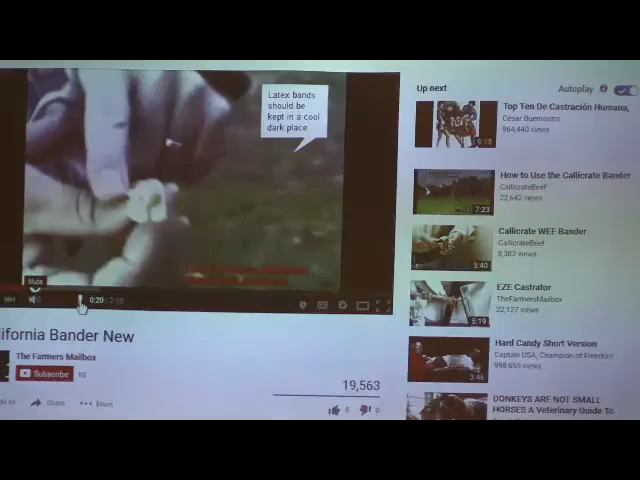 Latex bands
should be
kept in a cool
dark place
Mute
0:20
ifornia Bander New
The Farmers Mailbox
Subscribe
Share
More
19,563
Up next
Autoplay
Top Ten De Castración Humana,
César Buenrostro
964,440 views
9:18
How to Use the Callicrate Bander
CallicrateBeef
22,642 views
7:23
Callicrate WEE Bander
CallicrateBeef
8,383 views
5:40
EZE Castrator
TheFarmersMailbox
22,127 views
5:19
Hard Candy Short Version
Captain USA, Champion of Freedom
998,655 views
3:46
DONKEYS ARE NOT SMALL
HORSES A Veterinary Guide To